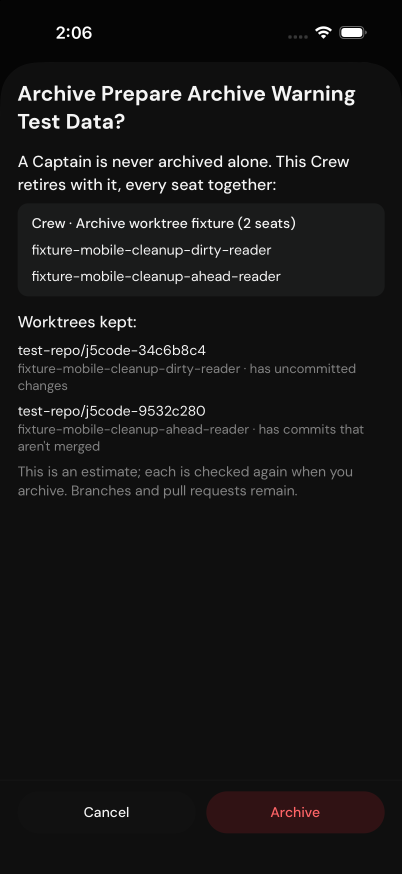 2:06
Archive Prepare Archive Warning
Test Data?
A Captain is never archived alone. This Crew
retires with it, every seat together:
Crew · Archive worktree fixture (2 seats)
fixture-mobile-cleanup-dirty-reader
fixture-mobile-cleanup-ahead-reader
Worktrees kept:
test-repo/j5code-34c6b8c4
fixture-mobile-cleanup-dirty-reader · has uncommitted
changes
test-repo/j5code-9532c280
fixture-mobile-cleanup-ahead-reader · has commits that
aren't merged
This is an estimate; each is checked again when you
archive. Branches and pull requests remain.
Cancel
Archive